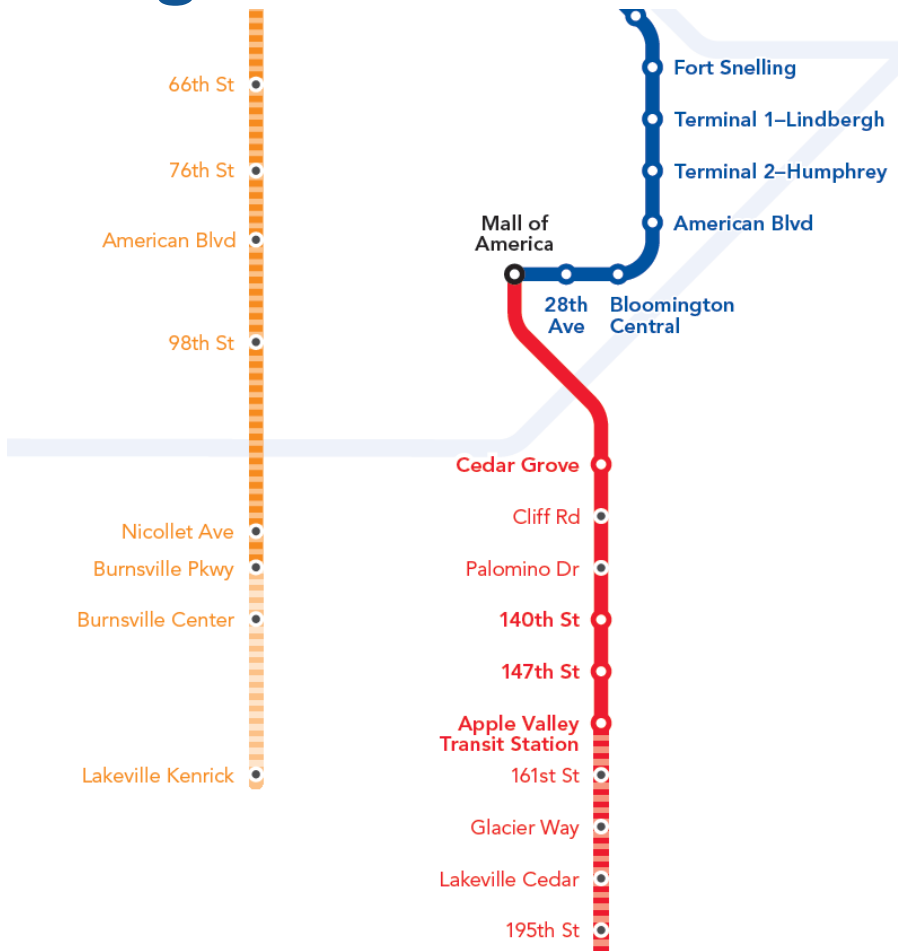 66th St
76th St
American Blvd
98th St
Nicollet Ave
Burnsville Pkwy
Burnsville Center
Lakeville Kenrick
Fort Snelling
Terminal 1–Lindbergh
Terminal 2–Humphrey
American Blvd
Mall of
America
28th
Ave
Bloomington
Central
Cedar Grove
Cliff Rd
Palomino Dr
140th St
147th St
Apple Valley
Transit Station
161st St
Glacier Way
Lakeville Cedar
195th St